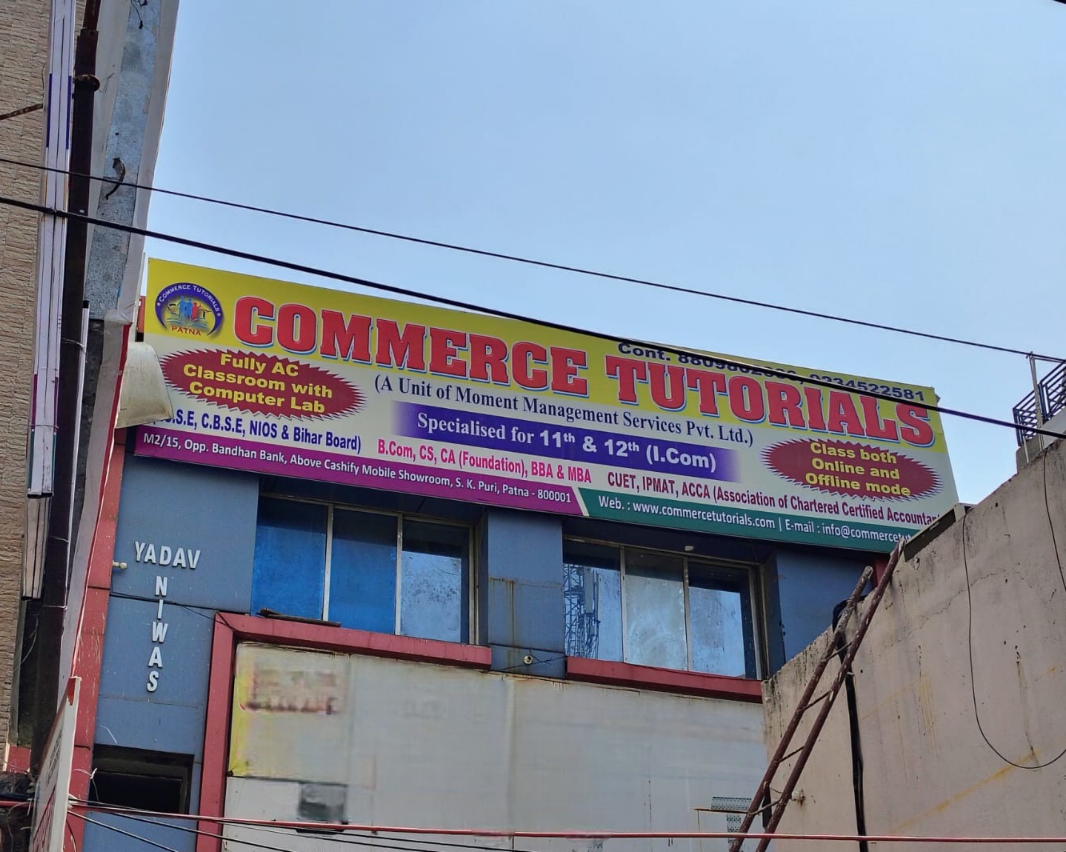 COMMERCE TUTORIALS
PATNA
COMMERCE TUTORIALS
Cont. 9234522581
(A Unit of Moment Management Services Pvt. Ltd.)
Fully AC
Classroom with
Computer Lab
Specialised for 11th & 12th (I.Com)
Class both
Online and
Offline mode
C.B.S.E, NIOS & Bihar Board)
B.Com, CS, CA (Foundation), BBA & MBA
CUET, IPMAT, ACCA (Association of Chartered Certified
M2/15, Opp. Bandhan Bank, Above Cashify Mobile Showroom, S. K. Puri, Patna - 800001
Web. : www.commercetutorials.com | E-mail : info@commercetut
YADAV
NIWAS